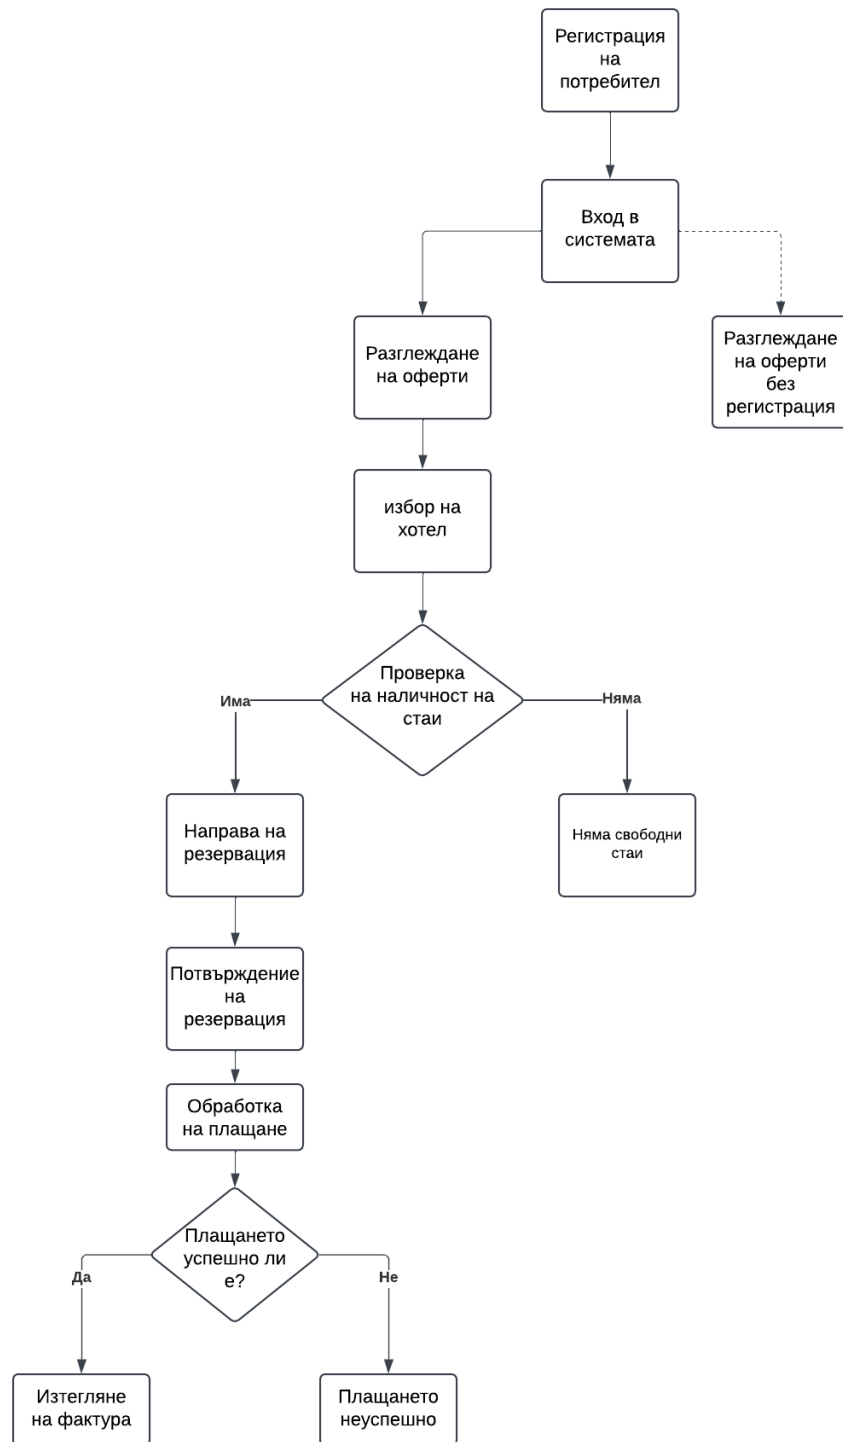 Регистрация
на
потребител
Вход в
системата
Разглеждане
на оферти
Разглеждане
на оферти
без
регистрация
избор на
хотел
Проверка
на наличност на
стаи
Има
Няма
Направа на
резервация
Няма свободни
стаи
Потвърждение
на
резервация
Обработка
на плащане
Плащането
успешно ли
е?
Да
Не
Изтегляне
на фактура
Плащането
неуспешно